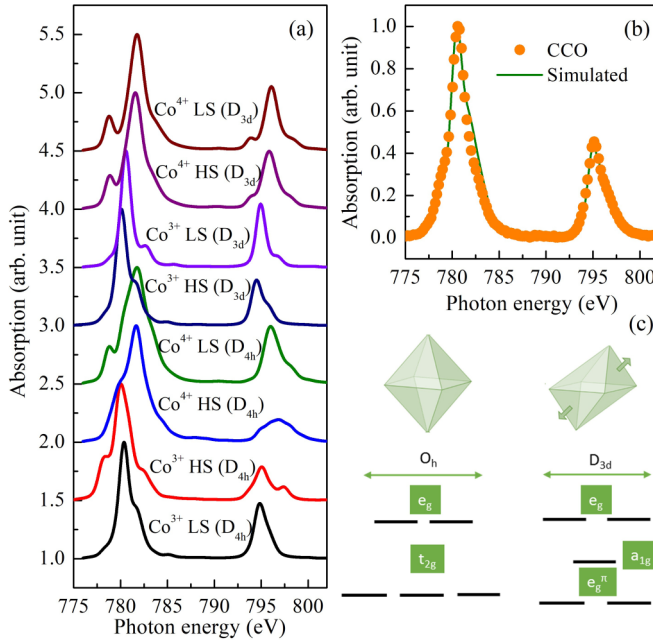 (a)
Absorption (arb. unit)
5.5
5.0
4.5
4.0
3.5
3.0
2.5
2.0
1.5
1.0
Co⁴⁺ LS (D₃d)
Co⁴⁺ HS (D₃d)
Co³⁺ LS (D₃d)
Co³⁺ HS (D₃d)
Co⁴⁺ LS (D₄h)
Co⁴⁺ HS (D₄h)
Co³⁺ HS (D₄h)
Co³⁺ LS (D₄h)
775 780 785 790 795 800
Photon energy (eV)
(b)
Absorption (arb. unit)
1.0
0.8
0.6
0.4
0.2
0.0
CCO
Simulated
775 780 785 790 795 800
Photon energy (eV)
(c)
Oh
D₃d
eg
eg
t₂g
a₁g
egπ